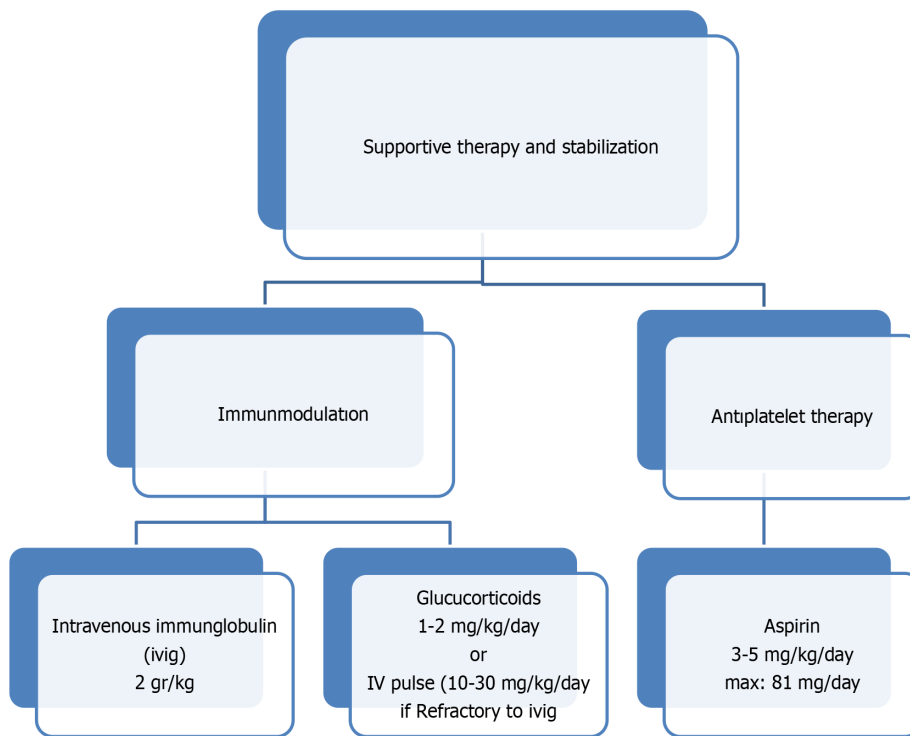 Supportive therapy and stabilization
Immunmodulatıon
Antıplatelet therapy
Intravenous immunglobulin
(ivig)
2 gr/kg
Glucucorticoids
1-2 mg/kg/day
or
IV pulse (10-30 mg/kg/day
if Refractory to ivig
Aspirin
3-5 mg/kg/day
max: 81 mg/day